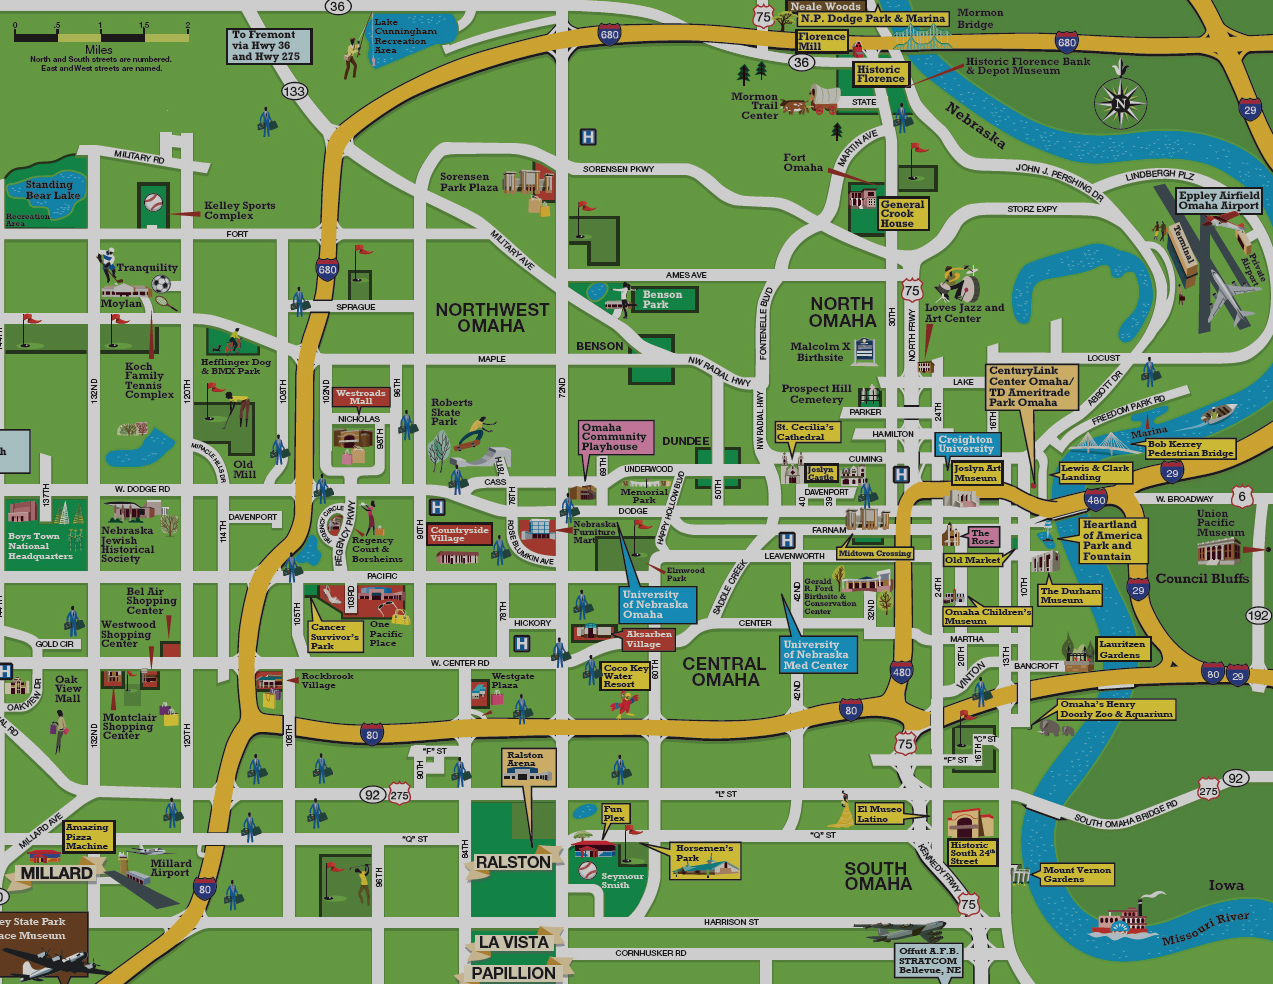 0 .5 1 1.5 2
Miles
North and South streets are numbered.
East and West streets are named.
36
To Fremont
via Hwy 36
and Hwy 275
Lake
Cunningham
Recreation
Area
133
680
75
Neale Woods
N.P. Dodge Park & Marina
Mormon
Bridge
Florence
Mill
36
680
Historic
Florence
Historic Florence Bank
& Depot Museum
Mormon
Trail
Center
STATE
Nebraska
N
29
MILITARY RD
Standing
Bear Lake
Recreation
Area
Kelley Sports
Complex
Sorensen
Park Plaza
H
SORENSEN PKWY
Fort
Omaha
MARTIN AVE
General
Crook
House
JOHN J. PERSHING DR
LINDBERGH PLZ
STORZ EXPY
Eppley Airfield
Omaha Airport
Terminal
Private
Airport
FORT
MILITARY AVE
Tranquility
Moylan
680
SPRAGUE
AMES AVE
NORTHWEST
OMAHA
Benson
Park
BENSON
FONTENELLE BLVD
NORTH
OMAHA
30TH
75
NORTH FRWY
Loves Jazz and
Art Center
Malcolm X
Birthsite
144TH
Koch
Family
Tennis
Complex
Hefflinger Dog
& BMX Park
132ND
120TH
108TH
102ND
96TH
MAPLE
72ND
NW RADIAL HWY
NW RADIAL HWY
LOCUST
LAKE
CenturyLink
Center Omaha/
TD Ameritrade
Park Omaha
ABBOTT DR
FREEDOM PARK RD
Prospect Hill
Cemetery
PARKER
24TH
16TH
HAMILTON
Westroads
Mall
NICHOLAS
98TH
Roberts
Skate
Park
Omaha
Community
Playhouse
DUNDEE
St. Cecilia's
Cathedral
Creighton
University
Marina
Bob Kerrey
Pedestrian Bridge
MIRACLE HILLS DR
Old
Mill
78TH
CASS
76TH
69TH
UNDERWOOD
Memorial
Park
HAPPY HOLLOW BLVD
60TH
Joslyn
Castle
CUMING
DAVENPORT
40
39
H
Joslyn Art
Museum
Lewis & Clark
Landing
29
480
W. BROADWAY
6
137TH
W. DODGE RD
DAVENPORT
114TH
REGENCY CIRCLE
REGENCY PKWY
Regency
Court &
Borsheims
H
90TH
Countryside
Village
ROSE BLUMKIN AVE
DODGE
Nebraska
Furniture
Mart
FARNAM
H
LEAVENWORTH
Midtown Crossing
The
Rose
Old Market
Heartland
of America
Park and
Fountain
Union
Pacific
Museum
Council Bluffs
Boys Town
National
Headquarters
Nebraska
Jewish
Historical
Society
PACIFIC
Elmwood
Park
SADDLE CREEK
42ND
Gerald
R. Ford
Birthsite &
Conservation
Center
32ND
24TH
10TH
The Durham
Museum
Omaha Children's
Museum
29
192
Bel Air
Shopping
Center
Westwood
Shopping
Center
GOLD CIR
105TH
103RD
Cancer
Survivor's
Park
One
Pacific
Place
78TH
HICKORY
H
University
of Nebraska
Omaha
Aksarben
Village
CENTER
University
of Nebraska
Med Center
MARTHA
20TH
13TH
VINTON
BANCROFT
Lauritzen
Gardens
W. CENTER RD
H
OAKVIEW DR
Oak
View
Mall
132ND
Montclair
Shopping
Center
120TH
Rockbrook
Village
108TH
Westgate
Plaza
Coco Key
Water
Resort
60TH
CENTRAL
OMAHA
42ND
480
80
29
80
80
75
Omaha's Henry
Doorly Zoo & Aquarium
"C" ST
16TH
"F" ST
"F" ST
90TH
Ralston
Arena
92
275
"L" ST
275
92
SOUTH OMAHA BRIDGE RD
MILLARD AVE
Amazing
Pizza
Machine
MILLARD
Millard
Airport
80
"Q" ST
84TH
96TH
RALSTON
Fun
Plex
Seymour
Smith
Horsemen's
Park
"Q" ST
El Museo
Latino
SOUTH
OMAHA
KENNEDY FRWY
Historic
South 24th
Street
75
Mount Vernon
Gardens
Iowa
Missouri River
HARRISON ST
LA VISTA
CORNHUSKER RD
PAPILLION
Offutt A.F.B.
STRATCOM
Bellevue, NE
ey State Park
ace Museum